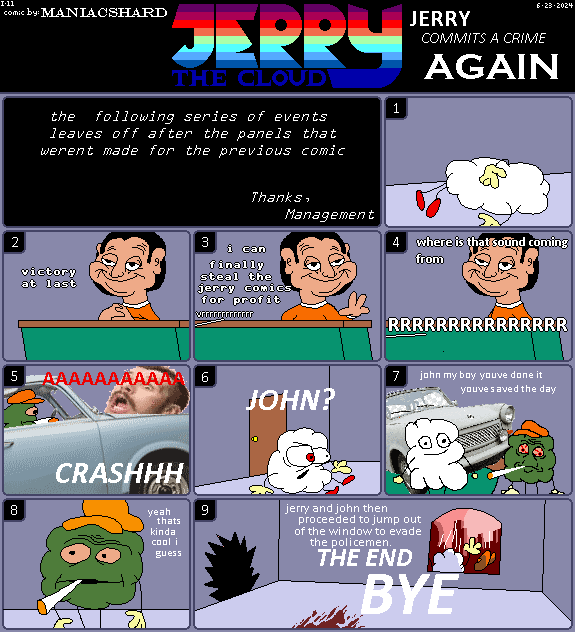 I-11
comic by: MANIACSHARD
JERRY
THE CLOUD
JERRY
COMMITS A CRIME
AGAIN
6-23-2024
the following series of events
leaves off after the panels that
werent made for the previous comic
Thanks,
Management
1
2
victory
at last
3
i can
finally
steal the
jerry comics
for profit
vrrrrrrrrrrrr
4
where is that sound coming
from
RRRRRRRRRRRRRRR
5
AAAAAAAAAAA
CRASHHH
6
JOHN?
7
john my boy youve done it
youve saved the day
8
yeah
thats
kinda
cool i
guess
9
jerry and john then
proceeded to jump out
of the window to evade
the policemen.
THE END
BYE